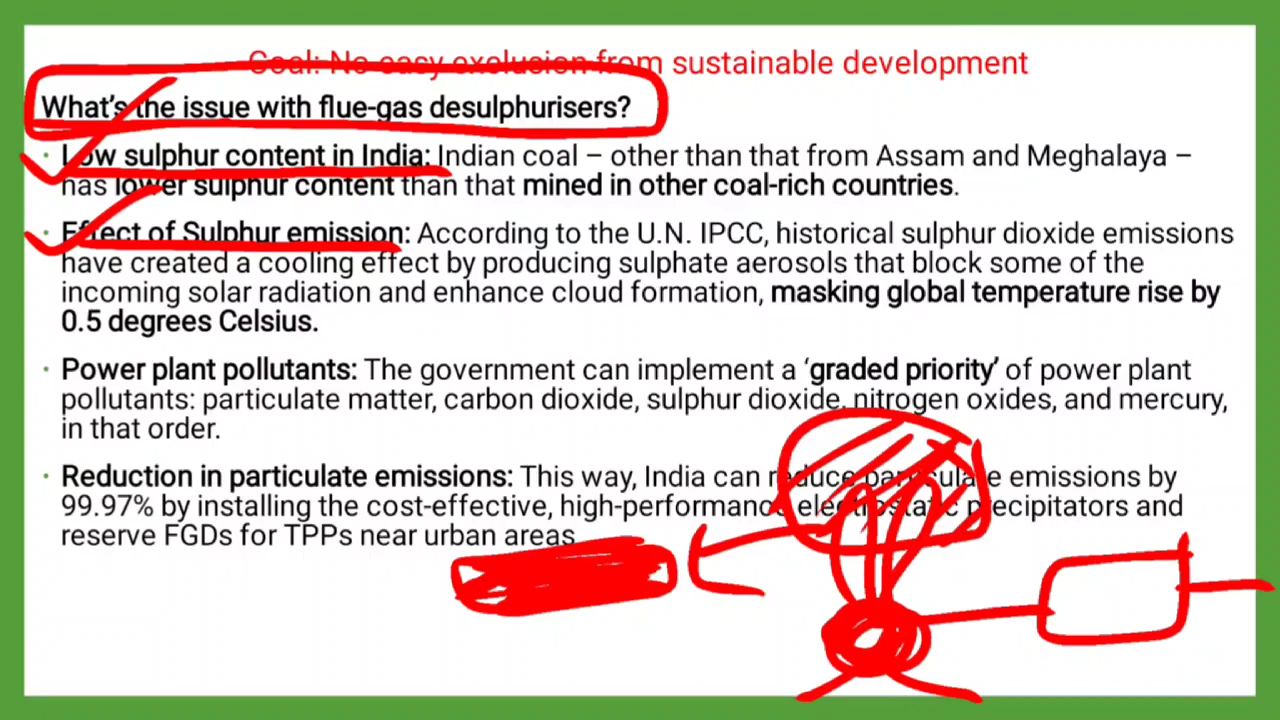 Coal: No easy exclusion from sustainable development
What's the issue with flue-gas desulphurisers?
· Low sulphur content in India: Indian coal – other than that from Assam and Meghalaya –
has lower sulphur content than that mined in other coal-rich countries.
· Effect of Sulphur emission: According to the U.N. IPCC, historical sulphur dioxide emissions
have created a cooling effect by producing sulphate aerosols that block some of the
incoming solar radiation and enhance cloud formation, masking global temperature rise by
0.5 degrees Celsius.
· Power plant pollutants: The government can implement a ‘graded priority’ of power plant
pollutants: particulate matter, carbon dioxide, sulphur dioxide, nitrogen oxides, and mercury,
in that order.
· Reduction in particulate emissions: This way, India can reduce particulate emissions by
99.97% by installing the cost-effective, high-performance electrostatic precipitators and
reserve FGDs for TPPs near urban areas